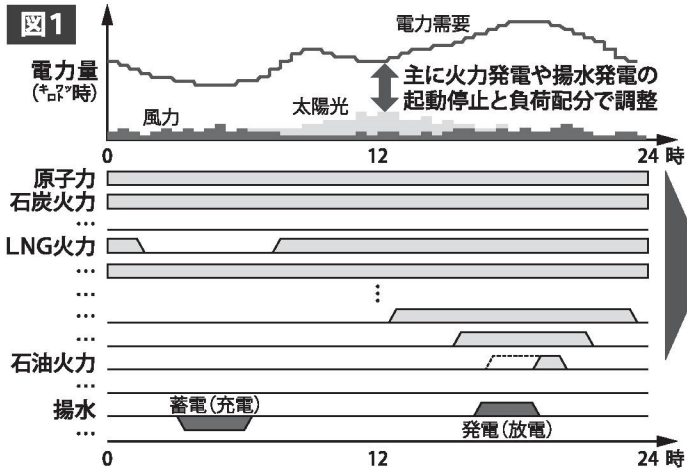 図1
電力需要
電力量
(ｷﾛﾜｯﾄ時)
主に火力発電や揚水発電の
起動停止と負荷配分で調整
風力
太陽光
0 12 24 時
原子力
石炭火力
…
LNG火力
…
…
…
…
石油火力
…
揚水
…
蓄電(充電)
発電(放電)
0 12 24 時